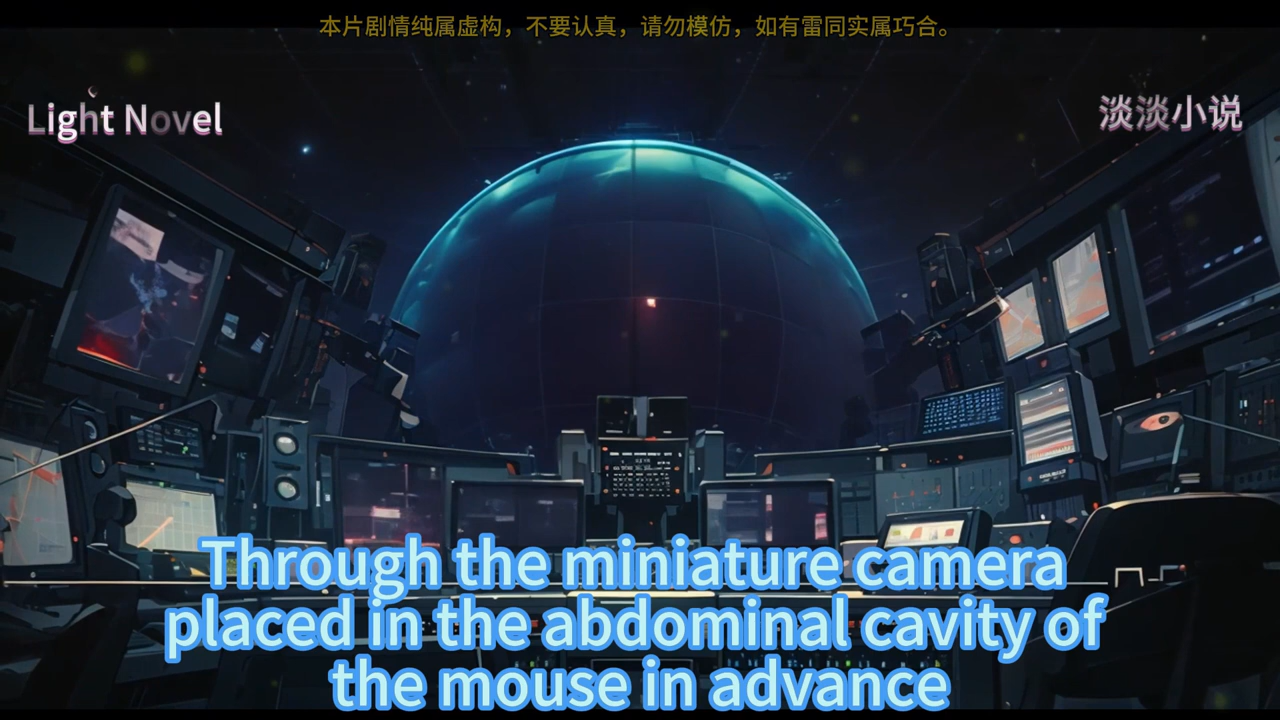 本片剧情纯属虚构，不要认真，请勿模仿，如有雷同实属巧合。
Light Novel
淡淡小说
Through the miniature camera
placed in the abdominal cavity of
the mouse in advance